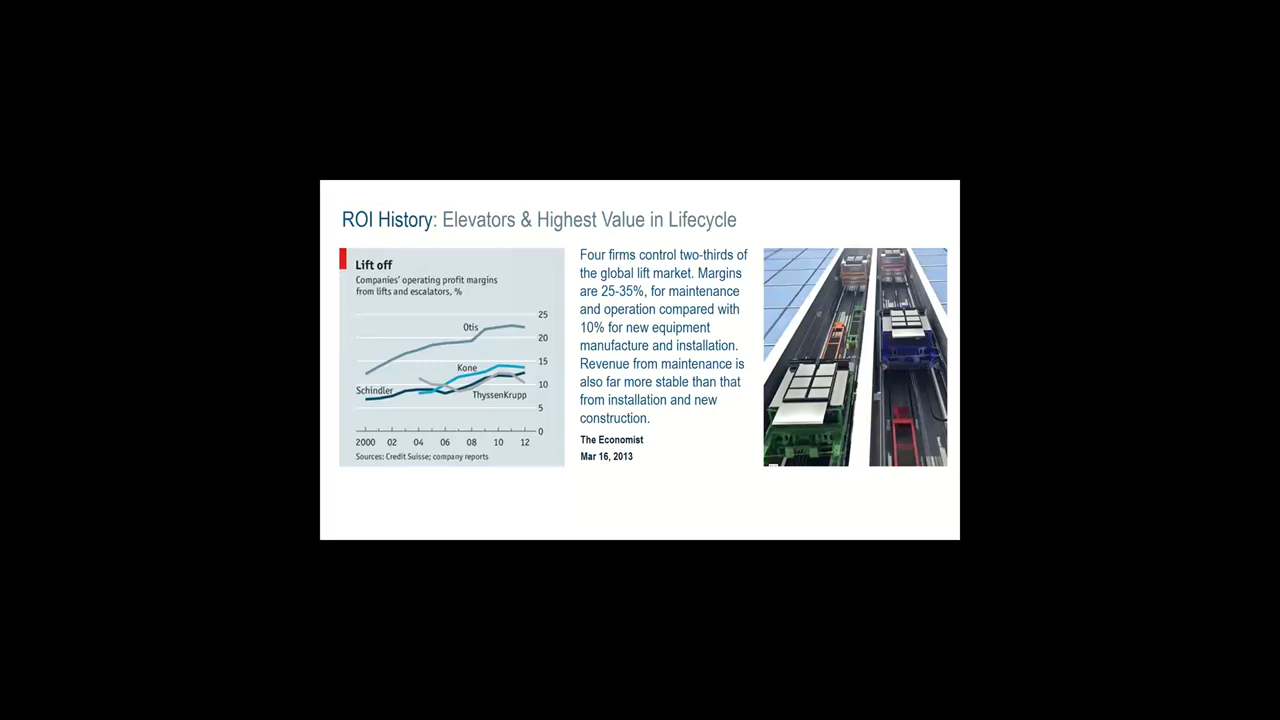 ROI History: Elevators & Highest Value in Lifecycle
Lift off
Companies' operating profit margins
from lifts and escalators, %
25
Otis
20
15
Kone
Schindler
10
ThyssenKrupp
5
0
2000 02 04 06 08 10 12
Sources: Credit Suisse; company reports
Four firms control two-thirds of
the global lift market. Margins
are 25-35%, for maintenance
and operation compared with
10% for new equipment
manufacture and installation.
Revenue from maintenance is
also far more stable than that
from installation and new
construction.
The Economist
Mar 16, 2013